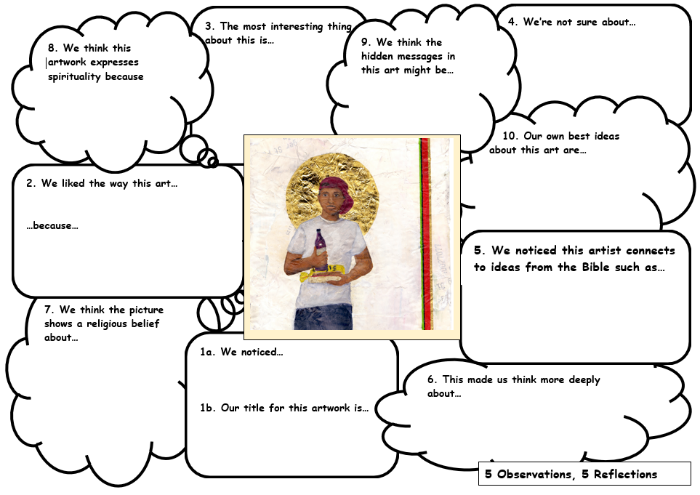 8. We think this
artwork expresses
spirituality because
3. The most interesting thing
about this is...
9. We think the
hidden messages in
this art might be...
4. We're not sure about...
10. Our own best ideas
about this art are...
2. We liked the way this art...
...because...
5. We noticed this artist connects
to ideas from the Bible such as...
7. We think the picture
shows a religious belief
about...
1a. We noticed...
1b. Our title for this artwork is...
6. This made us think more deeply
about...
5 Observations, 5 Reflections